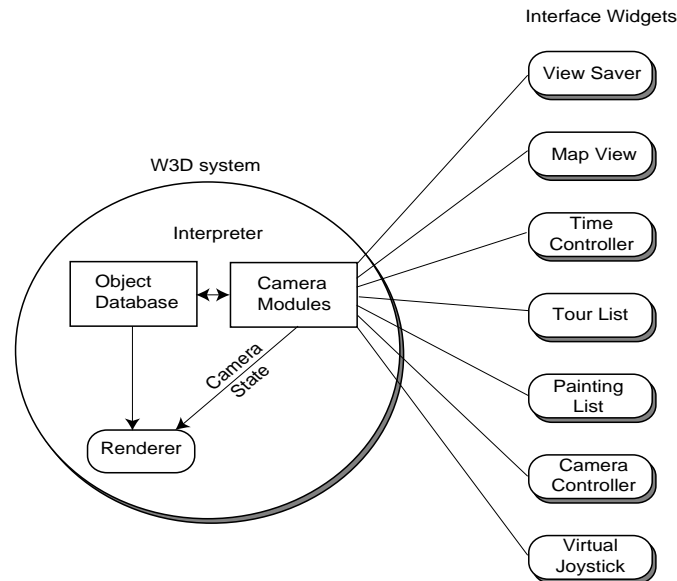 Interface Widgets
View Saver
Map View
Time
Controller
Tour List
Painting
List
Camera
Controller
Virtual
Joystick
W3D system
Interpreter
Object
Database
Camera
Modules
Camera
State
Renderer